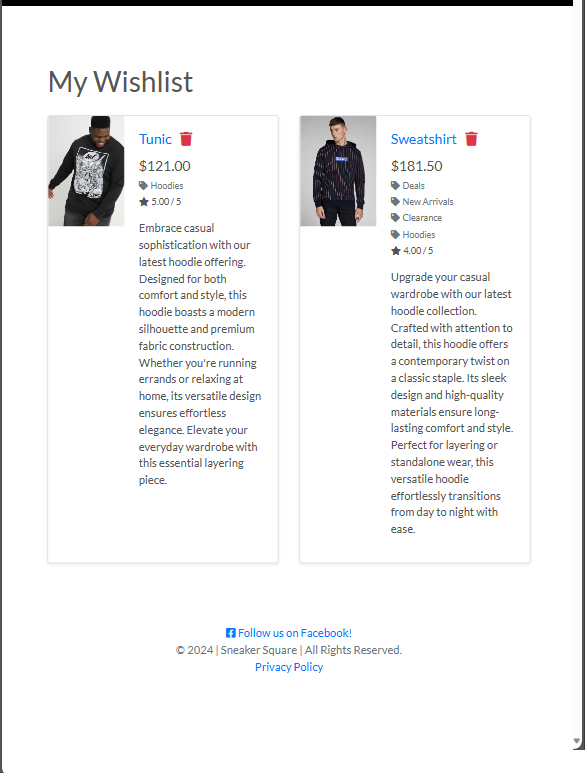 My Wishlist
Tunic
$121.00
Hoodies
5.00 / 5
Embrace casual
sophistication with our
latest hoodie offering.
Designed for both
comfort and style, this
hoodie boasts a modern
silhouette and premium
fabric construction.
Whether you're running
errands or relaxing at
home, its versatile design
ensures effortless
elegance. Elevate your
everyday wardrobe with
this essential layering
piece.
Sweatshirt
$181.50
Deals
New Arrivals
Clearance
Hoodies
4.00 / 5
Upgrade your casual
wardrobe with our latest
hoodie collection.
Crafted with attention to
detail, this hoodie offers
a contemporary twist on
a classic staple. Its sleek
design and high-quality
materials ensure long-
lasting comfort and style.
Perfect for layering or
standalone wear, this
versatile hoodie
effortlessly transitions
from day to night with
ease.
Follow us on Facebook!
© 2024 | Sneaker Square | All Rights Reserved.
Privacy Policy